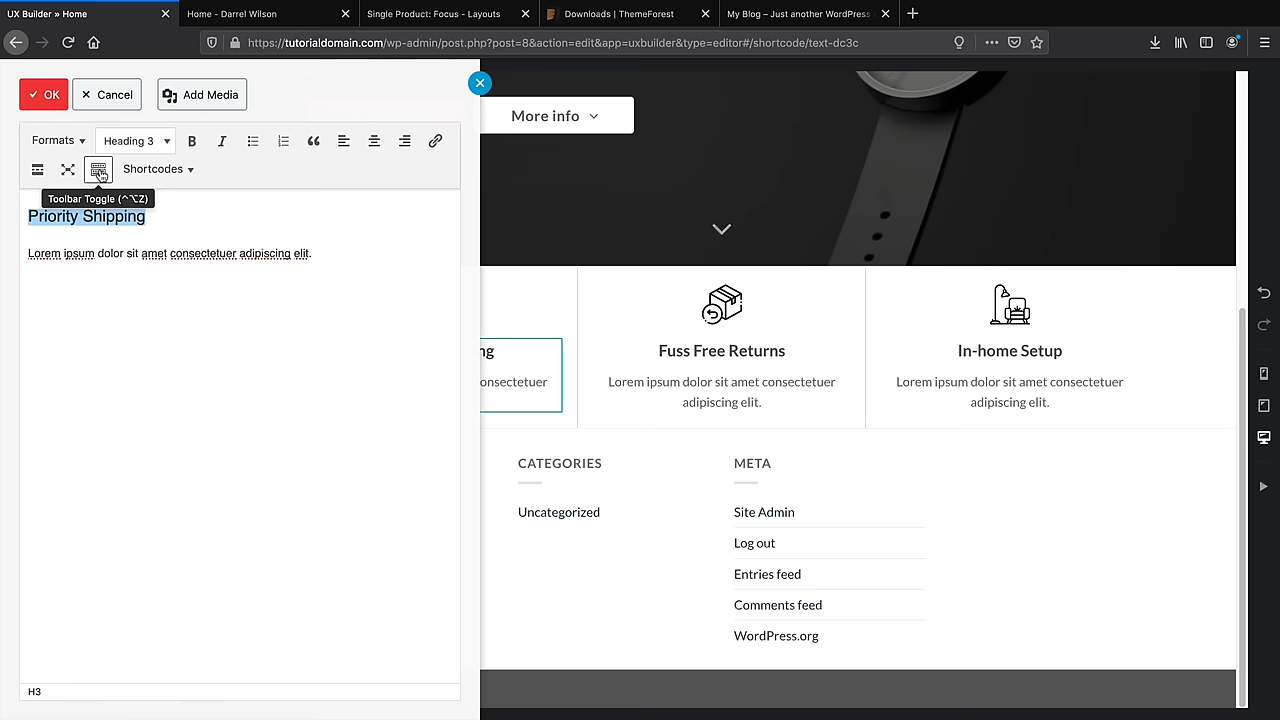 UX Builder » Home
Home - Darrel Wilson
Single Product: Focus - Layouts
Downloads | ThemeForest
My Blog – Just another WordPress
https://tutorialdomain.com/wp-admin/post.php?post=8&action=edit&app=uxbuilder&type=editor#/shortcode/text-dc3c
OK
Cancel
Add Media
Formats
Heading 3
B
I
Shortcodes
Toolbar Toggle (^⌥Z)
Priority Shipping
Lorem ipsum dolor sit amet consectetuer adipiscing elit.
H3
More info
ng
onsectetuer
Fuss Free Returns
Lorem ipsum dolor sit amet consectetuer
adipiscing elit.
In-home Setup
Lorem ipsum dolor sit amet consectetuer
adipiscing elit.
CATEGORIES
Uncategorized
META
Site Admin
Log out
Entries feed
Comments feed
WordPress.org